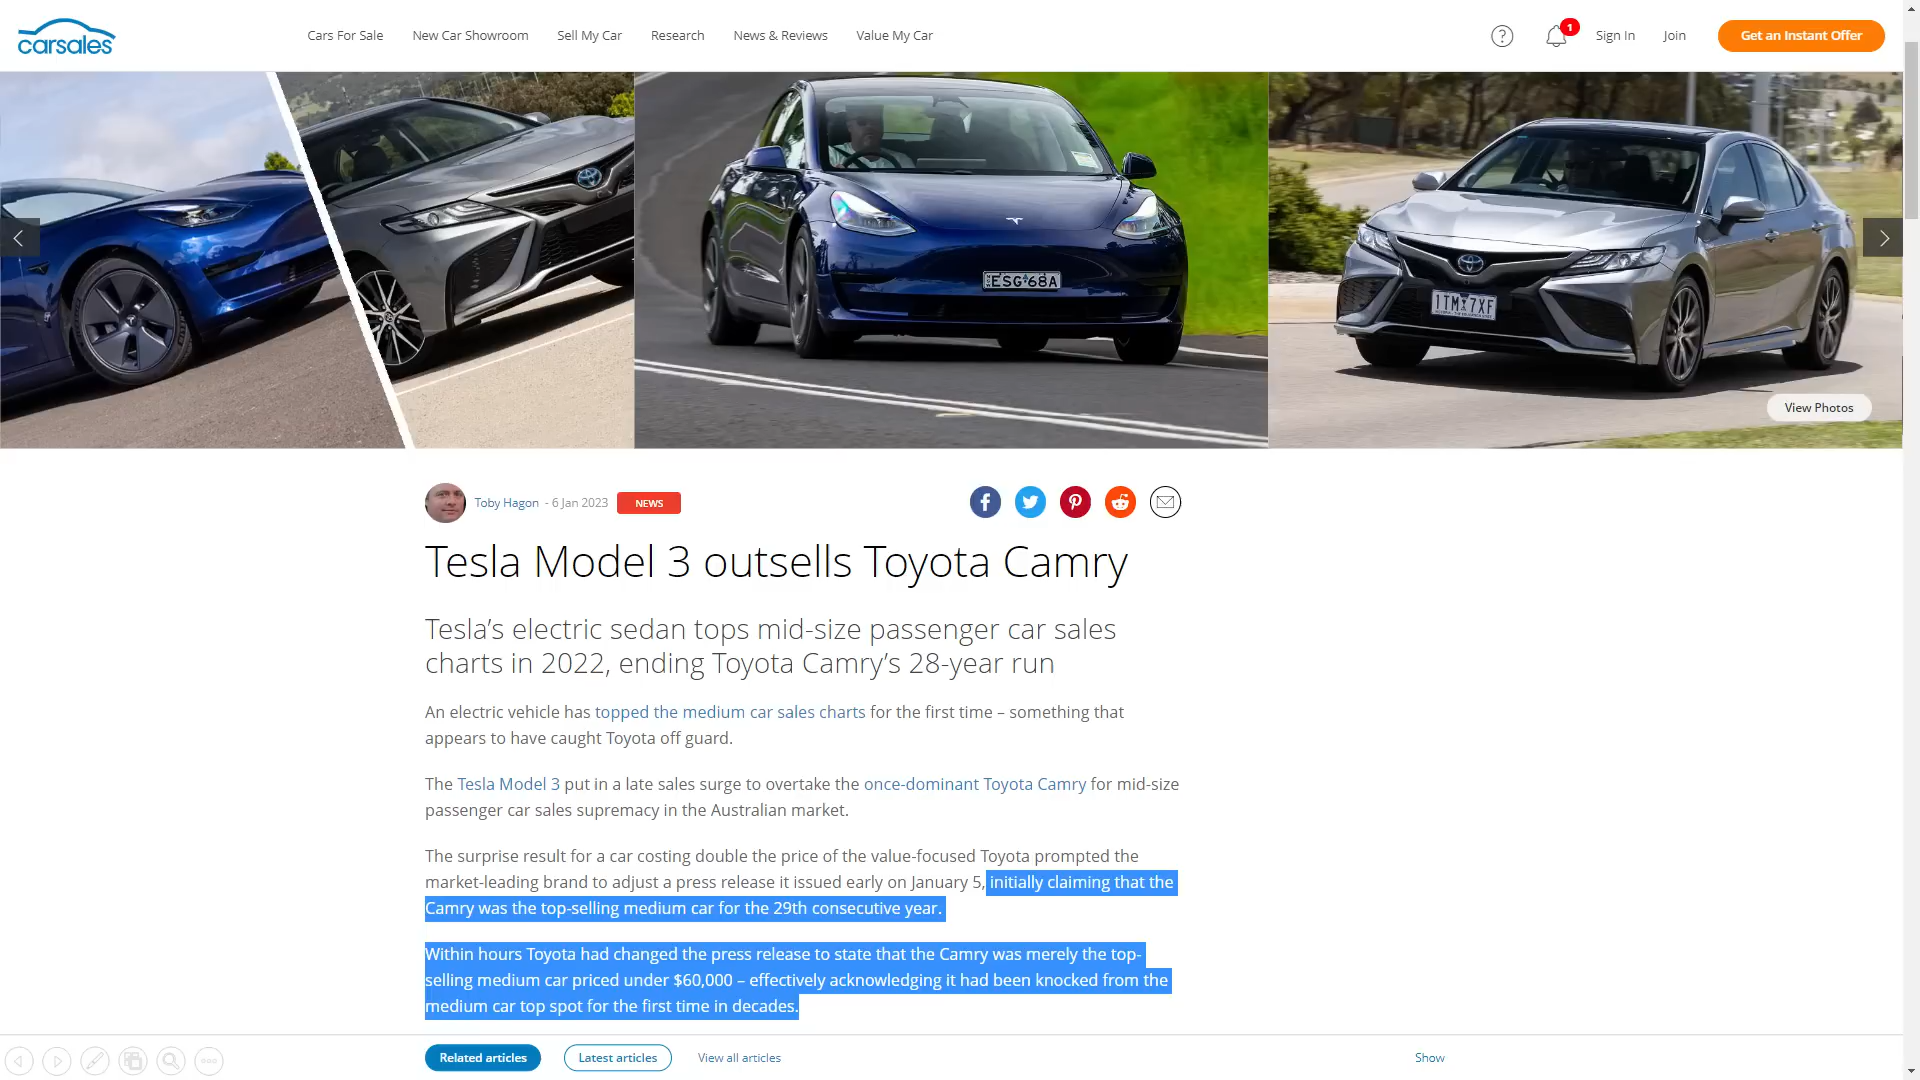 carsales
Cars For Sale
New Car Showroom
Sell My Car
Research
News & Reviews
Value My Car
1
Sign In
Join
Get an Instant Offer
ESG·68A
1TM·7XF
View Photos
Toby Hagon - 6 Jan 2023
NEWS
Tesla Model 3 outsells Toyota Camry
Tesla’s electric sedan tops mid-size passenger car sales
charts in 2022, ending Toyota Camry’s 28-year run
An electric vehicle has topped the medium car sales charts for the first time – something that
appears to have caught Toyota off guard.
The Tesla Model 3 put in a late sales surge to overtake the once-dominant Toyota Camry for mid-size
passenger car sales supremacy in the Australian market.
The surprise result for a car costing double the price of the value-focused Toyota prompted the
market-leading brand to adjust a press release it issued early on January 5, initially claiming that the
Camry was the top-selling medium car for the 29th consecutive year.
Within hours Toyota had changed the press release to state that the Camry was merely the top-
selling medium car priced under $60,000 – effectively acknowledging it had been knocked from the
medium car top spot for the first time in decades.
Related articles
Latest articles
View all articles
Show